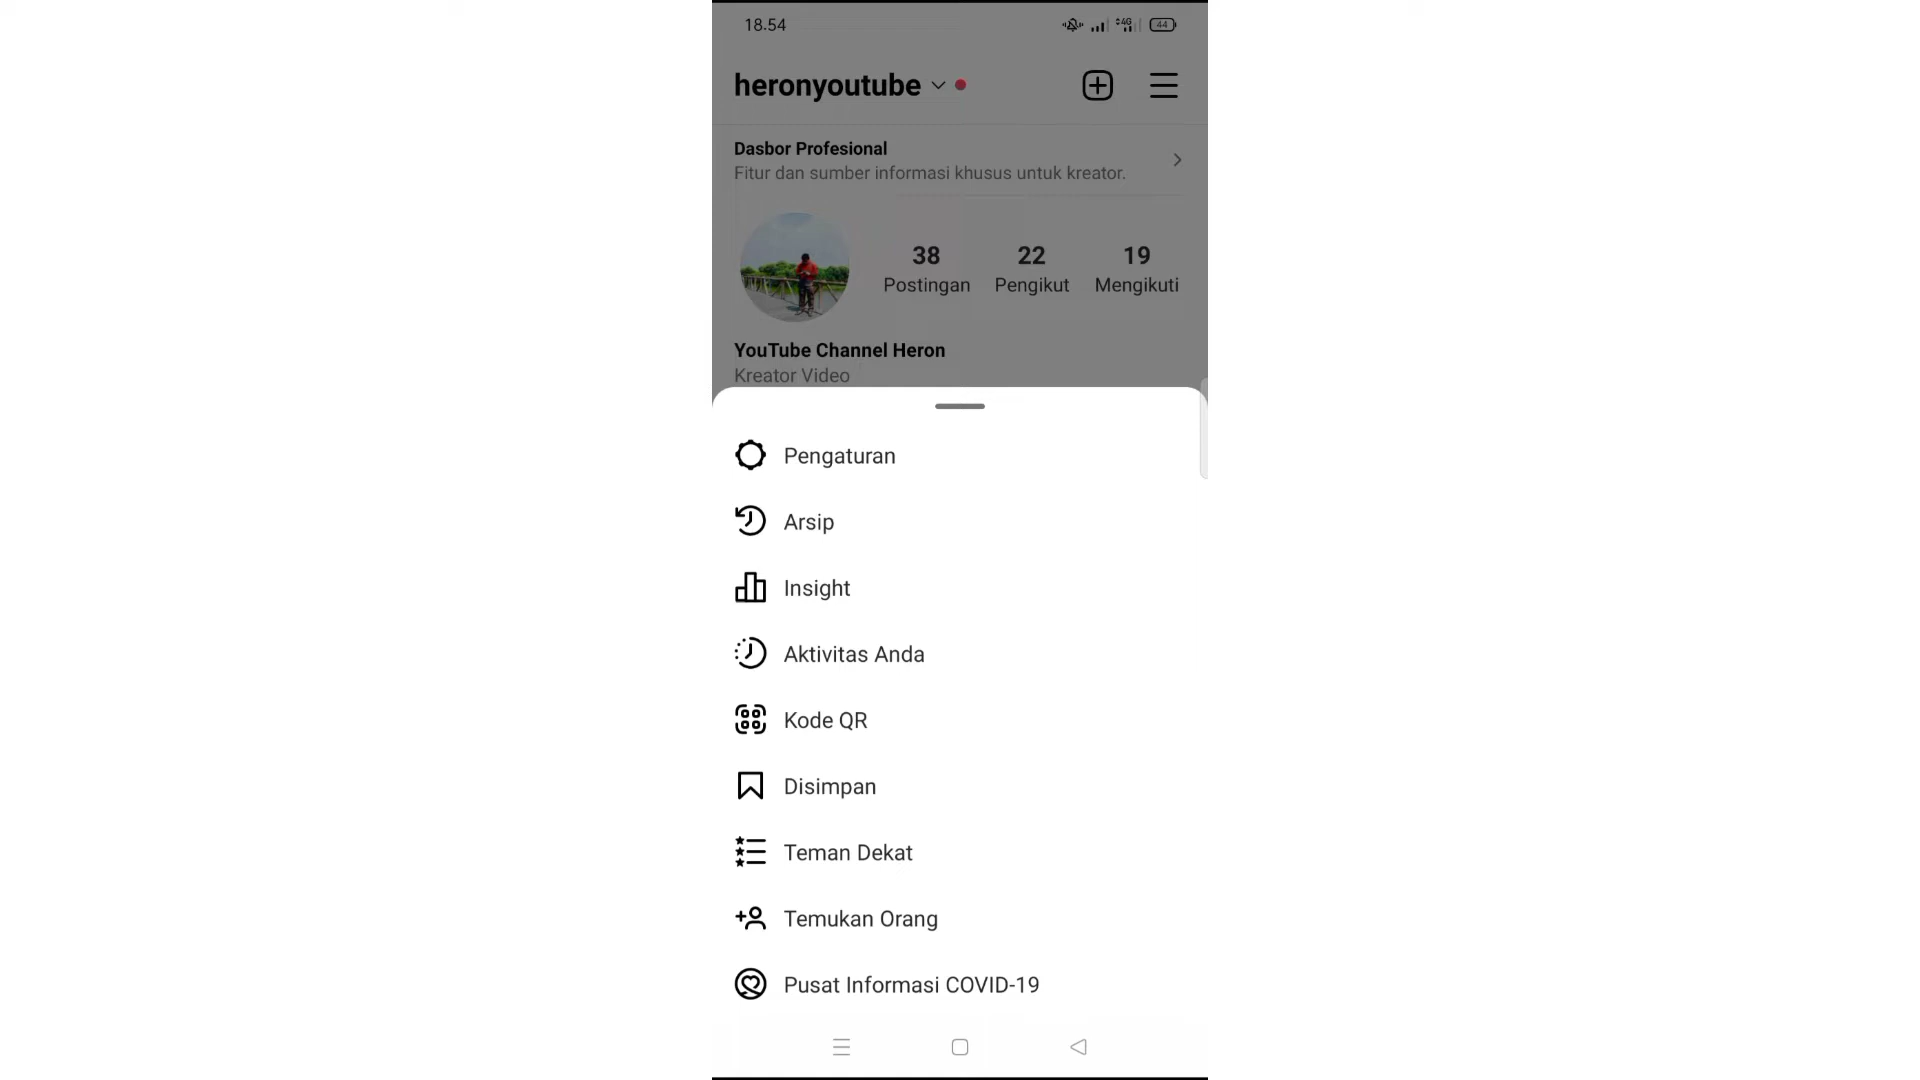 18.54
4G
44
heronyoutube
Dasbor Profesional
Fitur dan sumber informasi khusus untuk kreator.
38
22
19
Postingan
Pengikut
Mengikuti
YouTube Channel Heron
Kreator Video
Pengaturan
Arsip
Insight
Aktivitas Anda
Kode QR
Disimpan
Teman Dekat
Temukan Orang
Pusat Informasi COVID-19